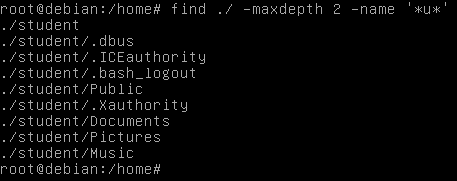 root@debian:/home# find ./ -maxdepth 2 -name '*u*'
./student
./student/.dbus
./student/.ICEauthority
./student/.bash_logout
./student/Public
./student/.Xauthority
./student/Documents
./student/Pictures
./student/Music
root@debian:/home#